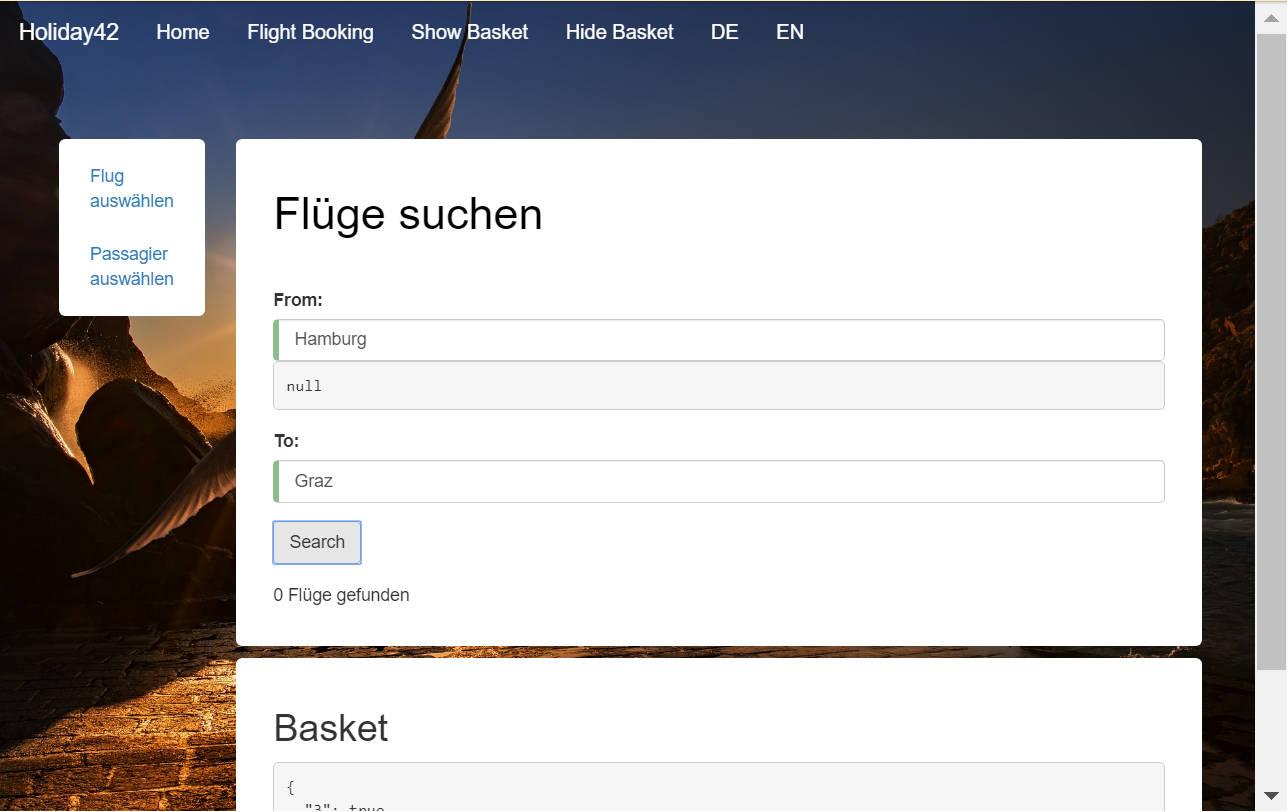 Holiday42 Home Flight Booking Show Basket Hide Basket DE EN
Flug
auswählen
Passagier
auswählen
Flüge suchen
From:
Hamburg
null
To:
Graz
Search
0 Flüge gefunden
Basket
{
"3": true